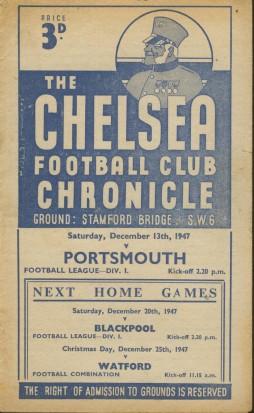 PRICE
3D.
THE
CHELSEA
FOOTBALL CLUB
CHRONICLE
GROUND: STAMFORD BRIDGE, S.W.6
Saturday, December 13th, 1947
v
PORTSMOUTH
FOOTBALL LEAGUE—DIV. I. Kick-off 2.20 p.m.
NEXT HOME GAMES
Saturday, December 20th, 1947
v
BLACKPOOL
FOOTBALL LEAGUE—DIV. I. Kick-off 2.20 p.m.
Christmas Day, December 25th, 1947
v
WATFORD
FOOTBALL COMBINATION Kick-off 11.15 a.m.
THE RIGHT OF ADMISSION TO GROUNDS IS RESERVED